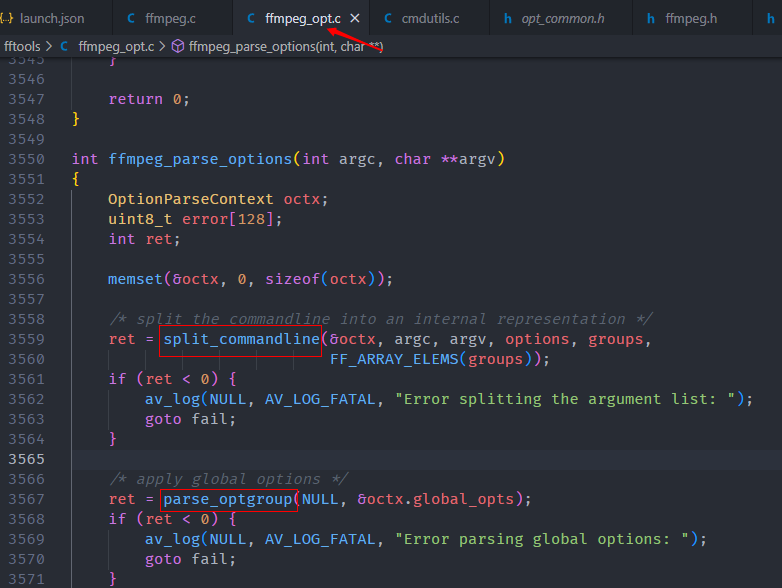 launch.json ffmpeg.c ffmpeg_opt.c cmdutils.c opt_common.h ffmpeg.h
fftools > ffmpeg_opt.c > ffmpeg_parse_options(int, char **)
3545 }
3546
3547 return 0;
3548 }
3549
3550 int ffmpeg_parse_options(int argc, char **argv)
3551 {
3552 OptionParseContext octx;
3553 uint8_t error[128];
3554 int ret;
3555
3556 memset(&octx, 0, sizeof(octx));
3557
3558 /* split the commandline into an internal representation */
3559 ret = split_commandline(&octx, argc, argv, options, groups,
3560 FF_ARRAY_ELEMS(groups));
3561 if (ret < 0) {
3562 av_log(NULL, AV_LOG_FATAL, "Error splitting the argument list: ");
3563 goto fail;
3564 }
3565
3566 /* apply global options */
3567 ret = parse_optgroup(NULL, &octx.global_opts);
3568 if (ret < 0) {
3569 av_log(NULL, AV_LOG_FATAL, "Error parsing global options: ");
3570 goto fail;
3571 }